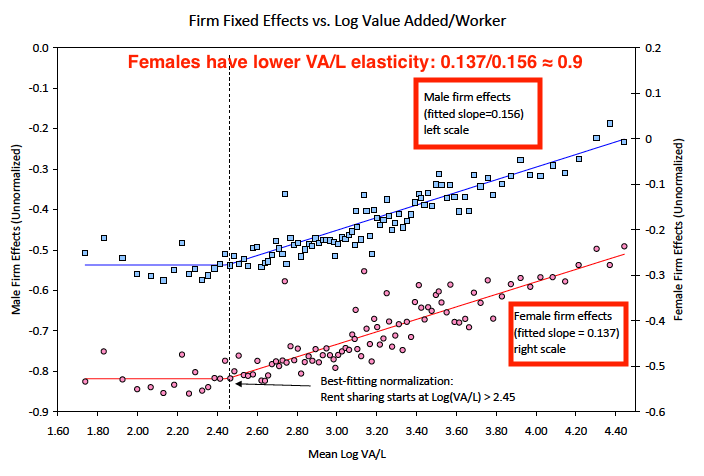 Firm Fixed Effects vs. Log Value Added/Worker
Females have lower VA/L elasticity: 0.137/0.156 ≈ 0.9
Male firm effects
(fitted slope=0.156)
left scale
Female firm effects
(fitted slope = 0.137)
right scale
Best-fitting normalization:
Rent sharing starts at Log(VA/L) > 2.45
Male Firm Effects (Unnormalized)
0.0
-0.1
-0.2
-0.3
-0.4
-0.5
-0.6
-0.7
-0.8
-0.9
Female Firm Effects (Unnormalized)
0.2
0.1
0
-0.1
-0.2
-0.3
-0.4
-0.5
-0.6
1.60 1.80 2.00 2.20 2.40 2.60 2.80 3.00 3.20 3.40 3.60 3.80 4.00 4.20 4.40 4.60
Mean Log VA/L